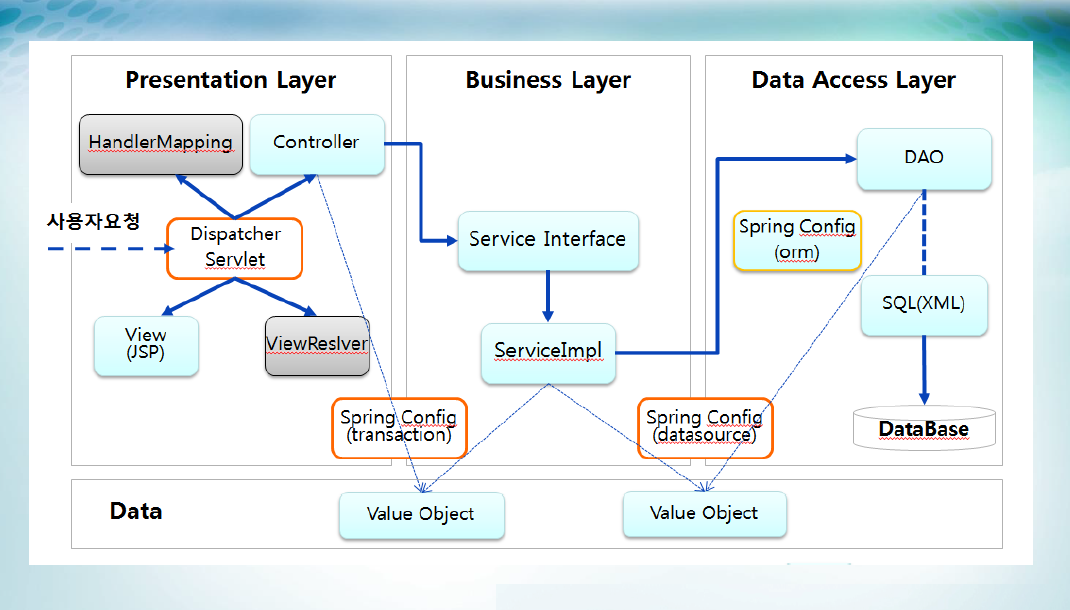 Presentation Layer
Business Layer
Data Access Layer
HandlerMapping
Controller
DAO
사용자요청
Dispatcher
Servlet
Service Interface
Spring Config
(orm)
SQL(XML)
View
(JSP)
ViewReslver
ServiceImpl
Spring Config
(transaction)
Spring Config
(datasource)
DataBase
Data
Value Object
Value Object